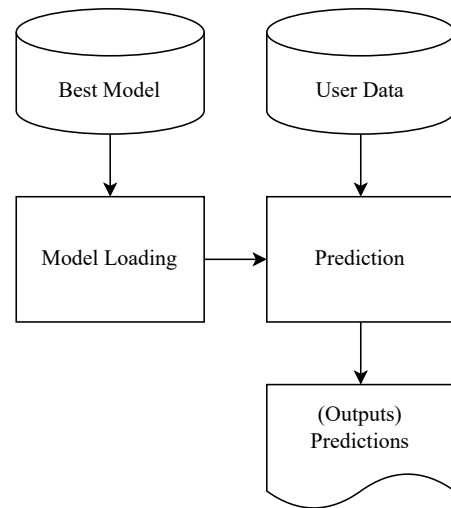 Best Model
User Data
Model Loading
Prediction
(Outputs)
Predictions